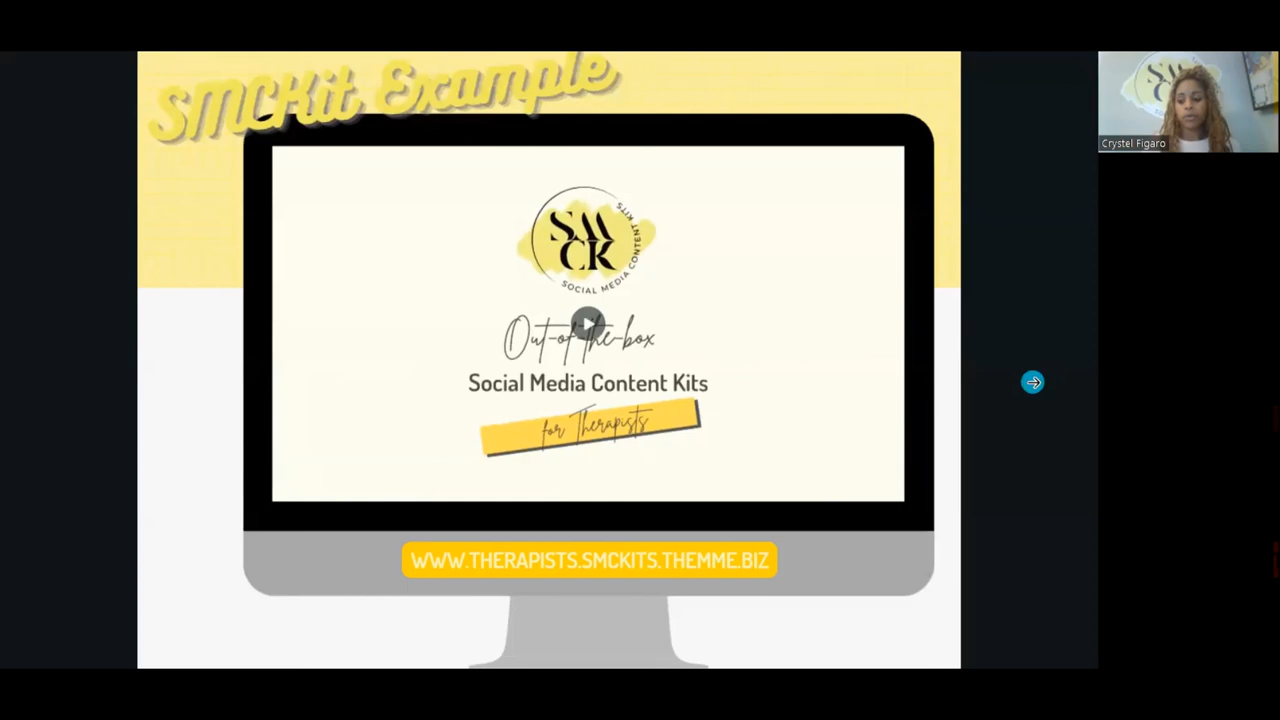 SMCKit Example
SM
CK
SOCIAL MEDIA CONTENT KITS
Out-of-the-box
Social Media Content Kits
for Therapists
WWW.THERAPISTS.SMCKITS.THEMME.BIZ
SM
C
Crystel Figaro